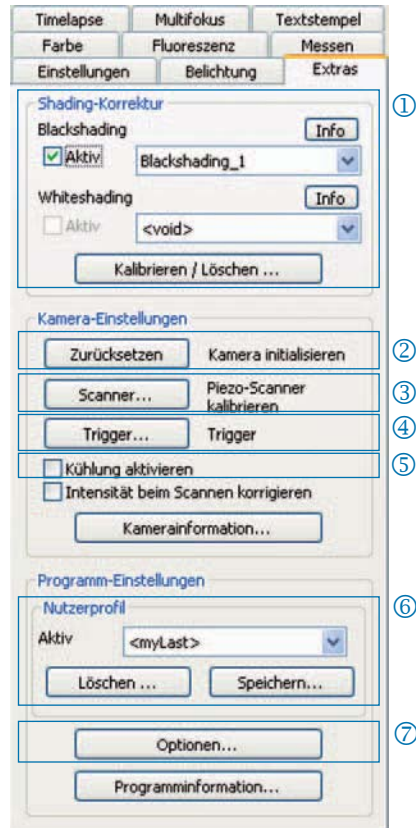 Timelapse Multifokus Textstempel
Farbe Fluoreszenz Messen
Einstellungen Belichtung Extras
Shading-Korrektur ①
Blackshading Info
Aktiv Blackshading_1
Whiteshading Info
Aktiv <void>
Kalibrieren / Löschen ...
Kamera-Einstellungen
Zurücksetzen Kamera initialisieren ②
Scanner... Piezo-Scanner kalibrieren ③
Trigger... Trigger ④
Kühlung aktivieren ⑤
Intensität beim Scannen korrigieren
Kamerainformation...
Programm-Einstellungen
Nutzerprofil ⑥
Aktiv <myLast>
Löschen ... Speichern...
Optionen... ⑦
Programminformation...